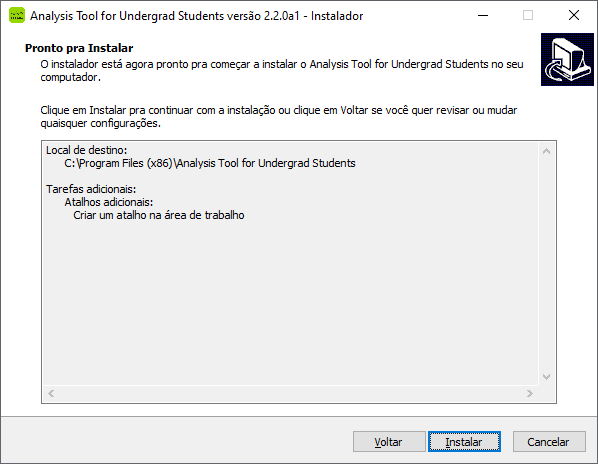 Analysis Tool for Undergrad Students versão 2.2.0a1 - Instalador
Pronto pra Instalar
O instalador está agora pronto pra começar a instalar o Analysis Tool for Undergrad Students no seu
computador.
Clique em Instalar pra continuar com a instalação ou clique em Voltar se você quer revisar ou mudar
quaisquer configurações.
Local de destino:
C:\Program Files (x86)\Analysis Tool for Undergrad Students
Tarefas adicionais:
Atalhos adicionais:
Criar um atalho na área de trabalho
Voltar
Instalar
Cancelar